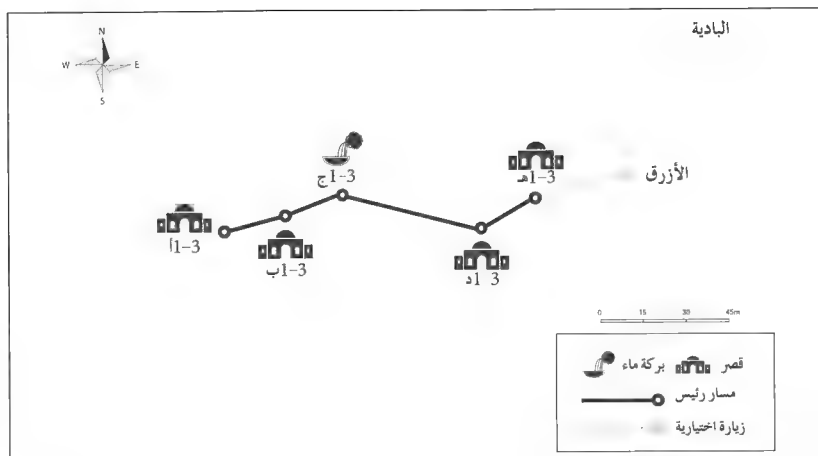 البادية
N
W E
S
3-1ج
3-1هـ
الأزرق
3-1أ
3-1ب
3 1د
0 15 30 45m
قصر
بركة ماء
مسار رئيس
زيارة اختيارية